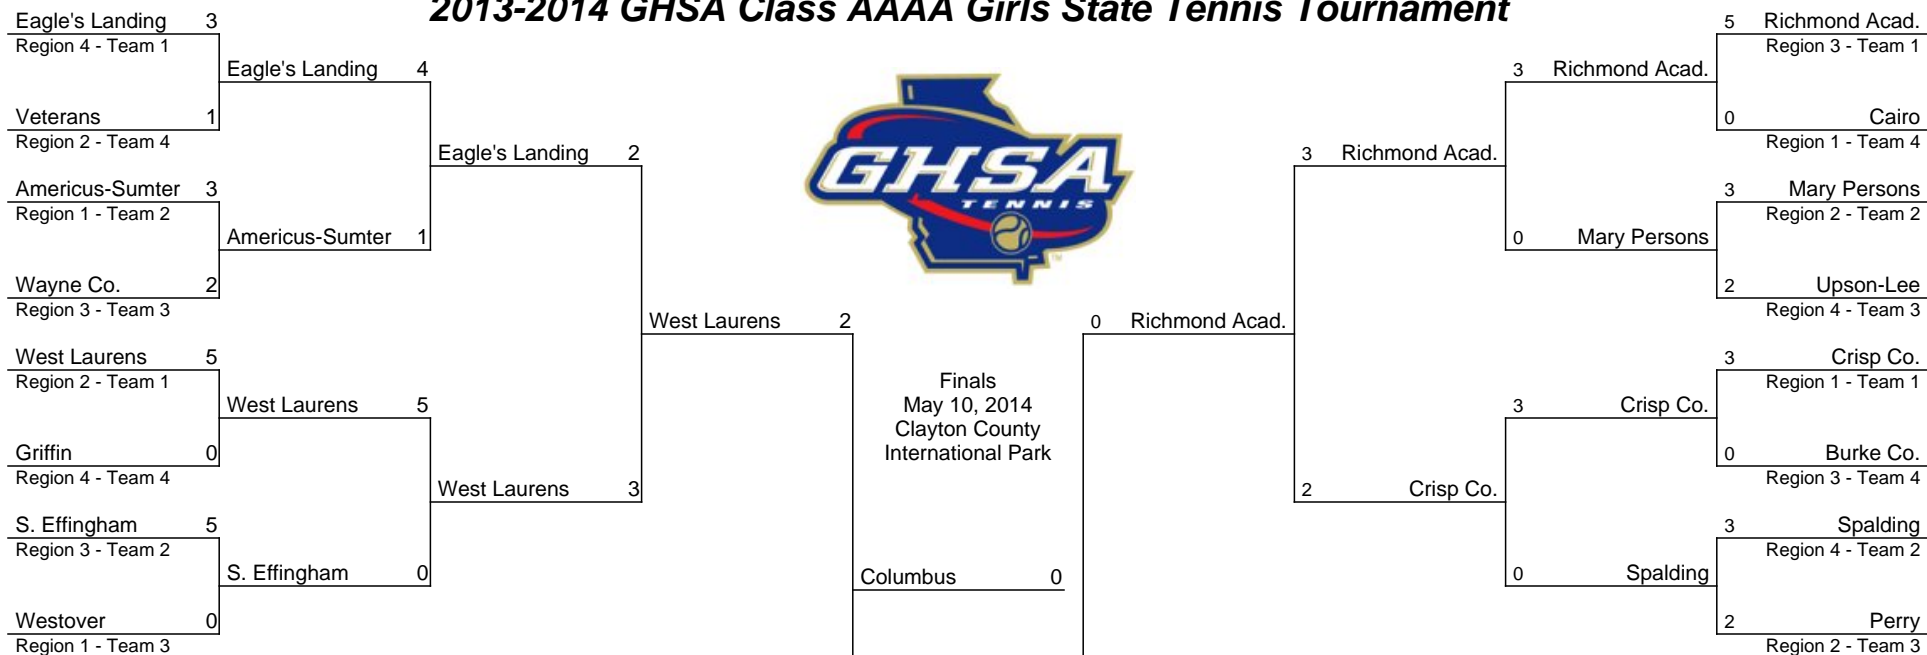 2013-2014 GHSA Class AAAA Girls State Tennis Tournament
Eagle's Landing 3
Region 4 - Team 1
Eagle's Landing 4
Veterans 1
Region 2 - Team 4
Eagle's Landing 2
Americus-Sumter 3
Region 1 - Team 2
Americus-Sumter 1
Wayne Co. 2
Region 3 - Team 3
West Laurens 2
West Laurens 5
Region 2 - Team 1
West Laurens 5
Griffin 0
Region 4 - Team 4
West Laurens 3
S. Effingham 5
Region 3 - Team 2
S. Effingham 0
Westover 0
Region 1 - Team 3
GHSA
TENNIS
TM
Finals
May 10, 2014
Clayton County
International Park
Columbus 0
5 Richmond Acad.
Region 3 - Team 1
3 Richmond Acad.
0 Cairo
Region 1 - Team 4
3 Richmond Acad.
3 Mary Persons
Region 2 - Team 2
0 Mary Persons
2 Upson-Lee
Region 4 - Team 3
0 Richmond Acad.
3 Crisp Co.
Region 1 - Team 1
3 Crisp Co.
0 Burke Co.
Region 3 - Team 4
2 Crisp Co.
3 Spalding
Region 4 - Team 2
0 Spalding
2 Perry
Region 2 - Team 3